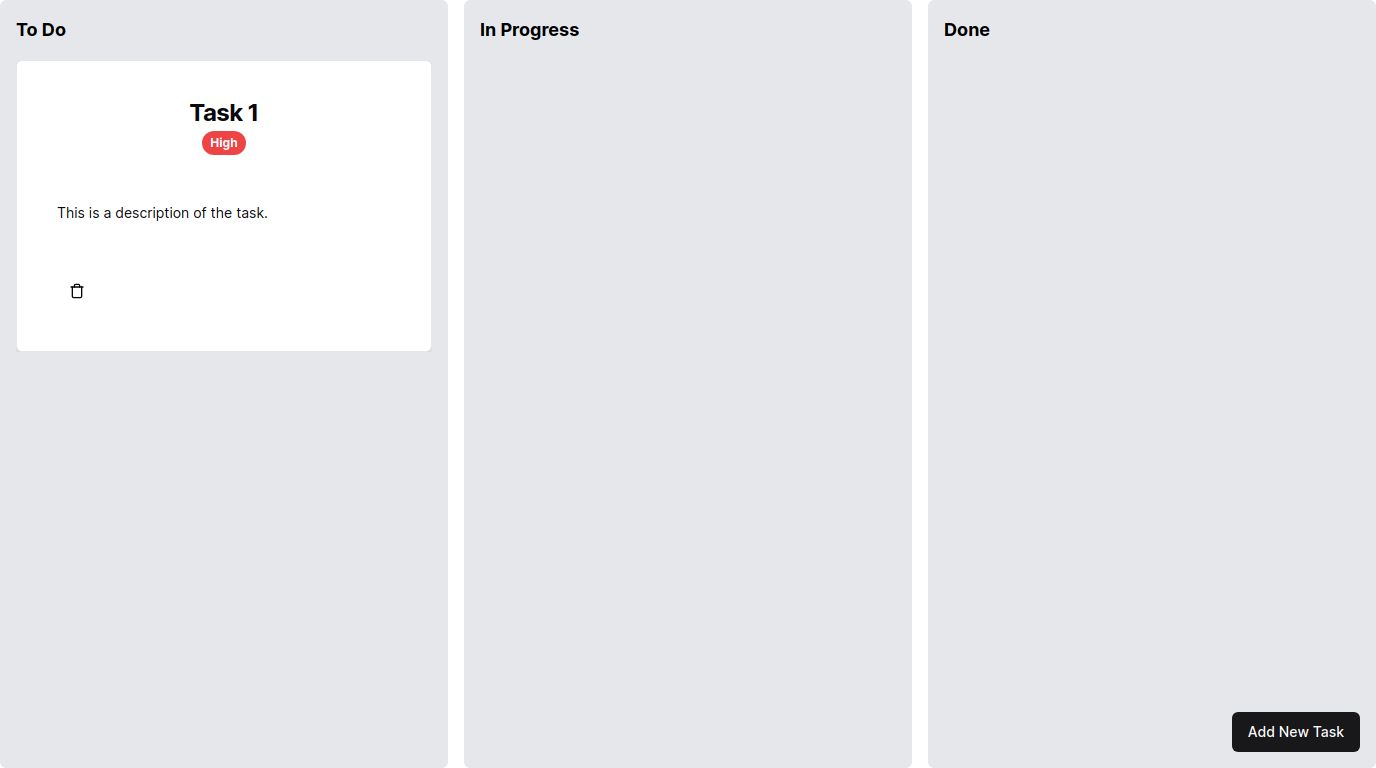 To Do
Task 1
High
This is a description of the task.
In Progress
Done
Add New Task